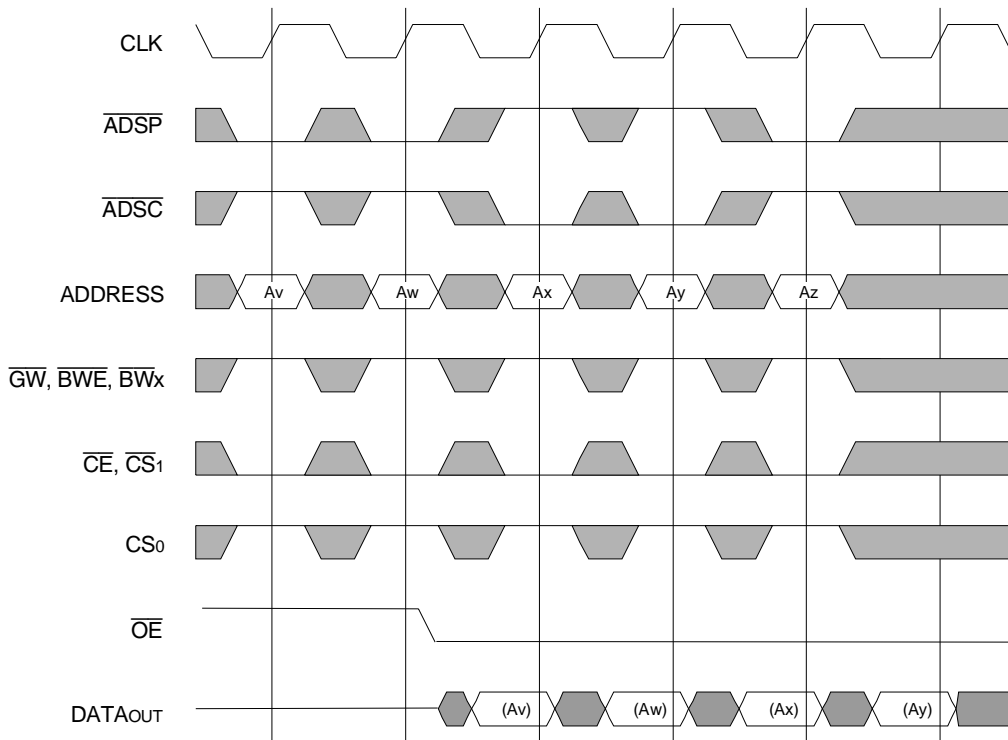 CLK
ADSP
ADSC
ADDRESS Av Aw Ax Ay Az
GW, BWE, BWx
CE, CS1
CS0
OE
DATAOUT (Av) (Aw) (Ax) (Ay)